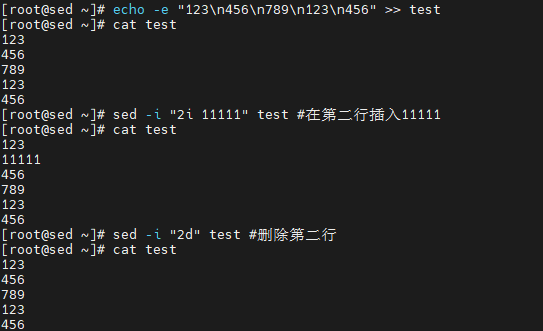 [root@sed ~]# echo -e "123\n456\n789\n123\n456" >> test
[root@sed ~]# cat test
123
456
789
123
456
[root@sed ~]# sed -i "2i 11111" test #在第二行插入11111
[root@sed ~]# cat test
123
11111
456
789
123
456
[root@sed ~]# sed -i "2d" test #删除第二行
[root@sed ~]# cat test
123
456
789
123
456